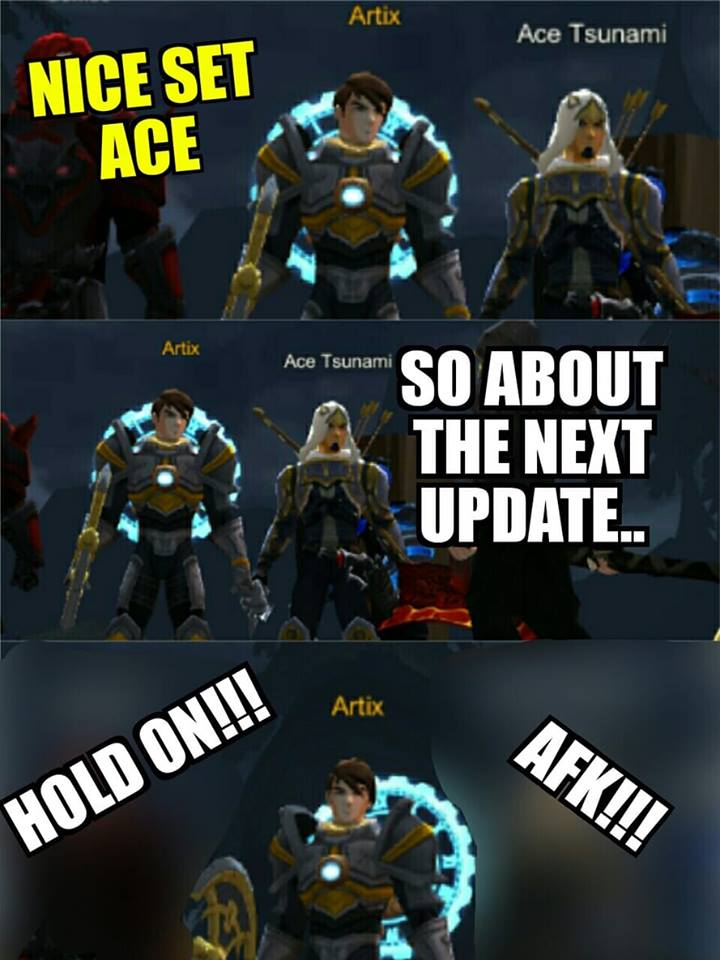 Artix
Ace Tsunami
NICE SET
ACE
Artix
Ace Tsunami
SO ABOUT
THE NEXT
UPDATE..
HOLD ON!!!
Artix
AFK!!!